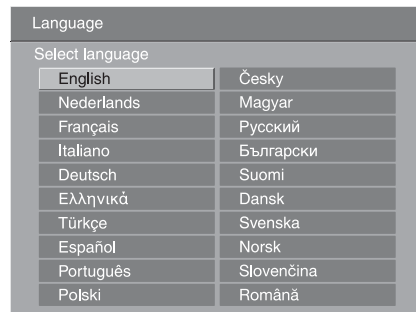 Language
Select language
English
Nederlands
Français
Italiano
Deutsch
Ελληνικά
Türkçe
Español
Português
Polski
Česky
Magyar
Русский
Български
Suomi
Dansk
Svenska
Norsk
Slovenčina
Română